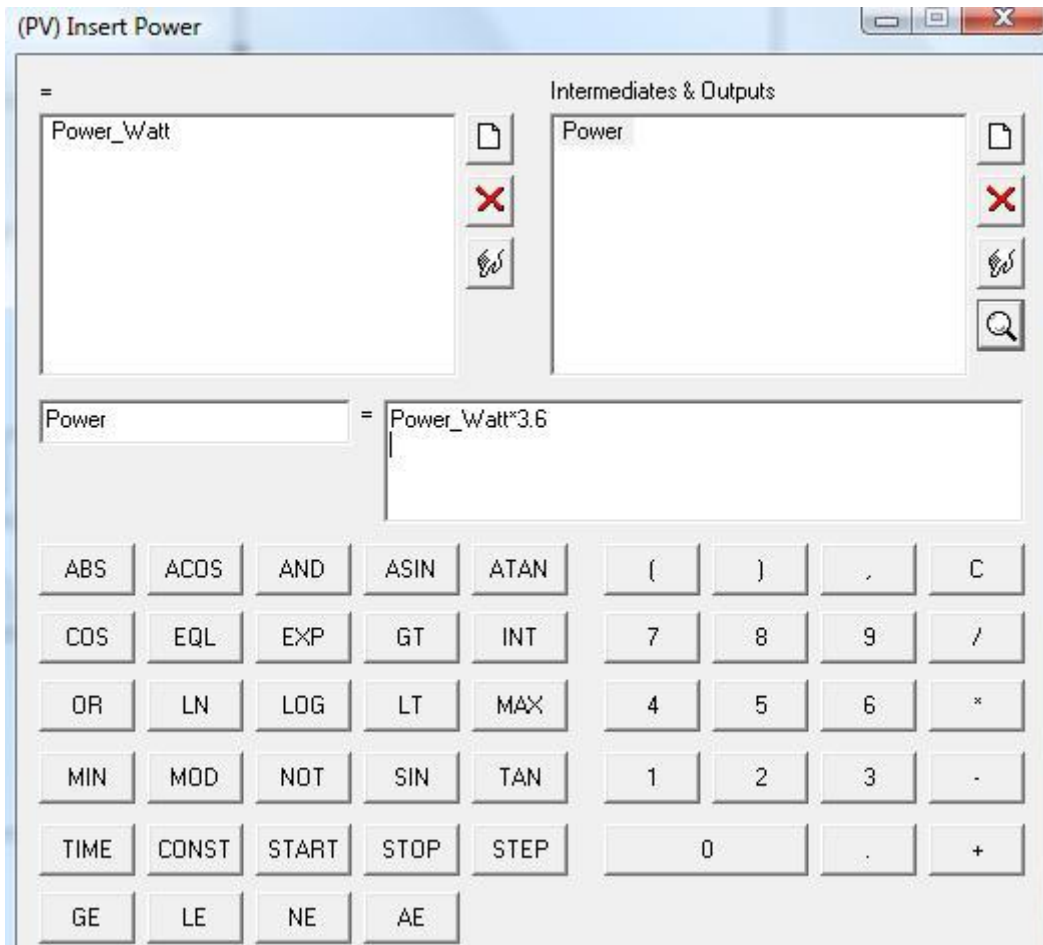 (PV) Insert Power
= Intermediates & Outputs
Power_Watt Power
Power = Power_Watt*3.6
ABS ACOS AND ASIN ATAN ( ) , C
COS EQL EXP GT INT 7 8 9 /
OR LN LOG LT MAX 4 5 6 *
MIN MOD NOT SIN TAN 1 2 3 -
TIME CONST START STOP STEP 0 . +
GE LE NE AE